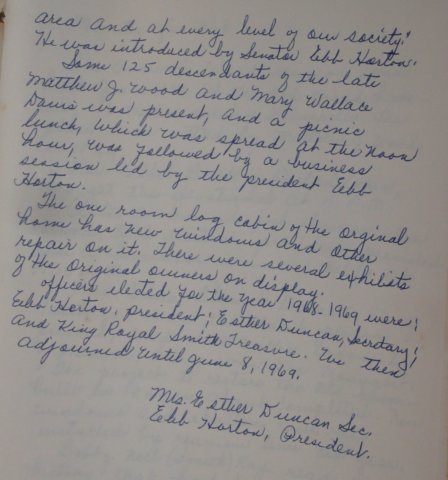 area and at every level of our society."
He was introduced by Senator Ebb Horton.
Some 125 descendants of the late
Matthew J. Wood and Mary Wallace
Davis was present, and a picnic
lunch, which was spread at the noon
hour, was followed by a business
session led by the president Ebb
Horton.
The one room log cabin of the Orginal
home has new windows and other
repair on it. There were several exhibits
of the original owners on display.
officers elected for the year 1968-1969 were;
Ebb Horton, president; Esther Duncan, Secretary;
and King Royal Smith Treasure. We then
adjourned until June 8, 1969.
Mrs. Esther Duncan Sec.
Ebb Horton, President.